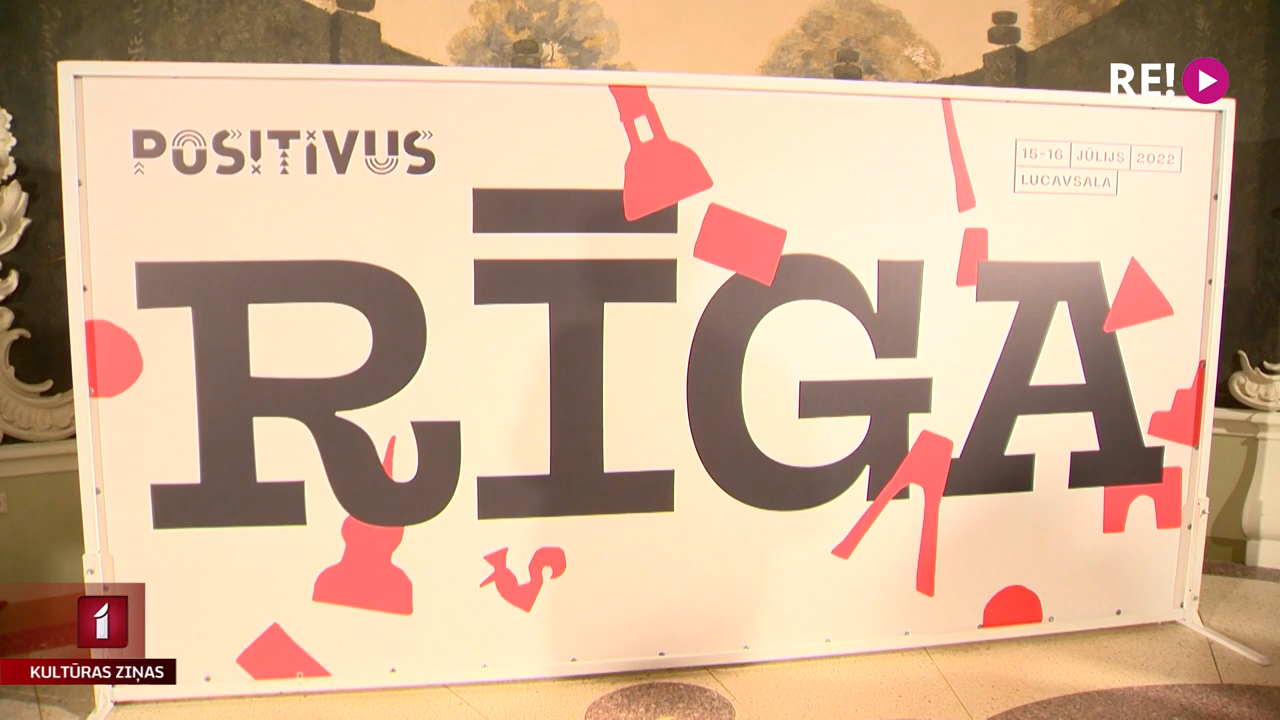 RE!
POSITIVUS
15-16 JŪLIJS 2022
LUCAVSALA
RĪGA
1
KULTŪRAS ZIŅAS